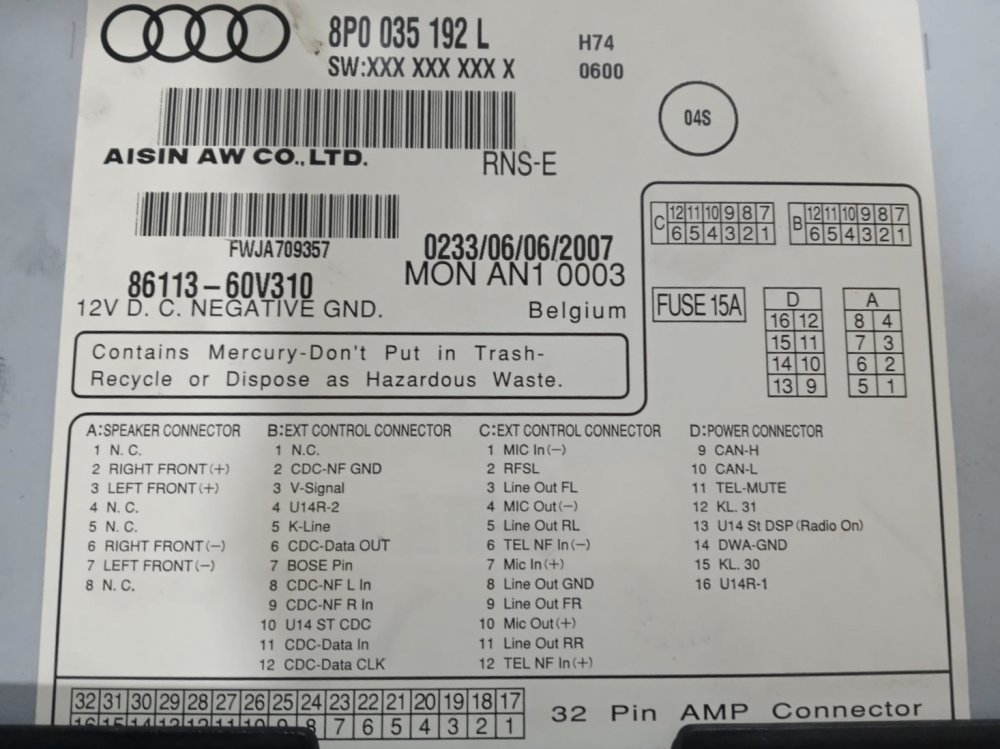 8P0 035 192 L
SW:XXX XXX XXX X
H74
0600
04S
AISIN AW CO.,LTD.
RNS-E
FWJA709357
0233/06/06/2007
86113-60V310
MON AN1 0003
12V D. C. NEGATIVE GND.
Belgium
C 12 11 10 9 8 7
6 5 4 3 2 1
B 12 11 10 9 8 7
6 5 4 3 2 1
FUSE 15A
D
16 12
15 11
14 10
13 9
A
8 4
7 3
6 2
5 1
Contains Mercury-Don't Put in Trash-
Recycle or Dispose as Hazardous Waste.
A:SPEAKER CONNECTOR
1 N. C.
2 RIGHT FRONT(+)
3 LEFT FRONT(+)
4 N. C.
5 N. C.
6 RIGHT FRONT(-)
7 LEFT FRONT(-)
8 N. C.
B:EXT CONTROL CONNECTOR
1 N.C.
2 CDC-NF GND
3 V-Signal
4 U14R-2
5 K-Line
6 CDC-Data OUT
7 BOSE Pin
8 CDC-NF L In
9 CDC-NF R In
10 U14 ST CDC
11 CDC-Data In
12 CDC-Data CLK
C:EXT CONTROL CONNECTOR
1 MIC In(-)
2 RFSL
3 Line Out FL
4 MIC Out(-)
5 Line Out RL
6 TEL NF In(-)
7 Mic In(+)
8 Line Out GND
9 Line Out FR
10 Mic Out(+)
11 Line Out RR
12 TEL NF In(+)
D:POWER CONNECTOR
9 CAN-H
10 CAN-L
11 TEL-MUTE
12 KL. 31
13 U14 St DSP (Radio On)
14 DWA-GND
15 KL. 30
16 U14R-1
32 31 30 29 28 27 26 25 24 23 22 21 20 19 18 17
16 15 14 13 12 11 10 9 8 7 6 5 4 3 2 1
32 Pin AMP Connector